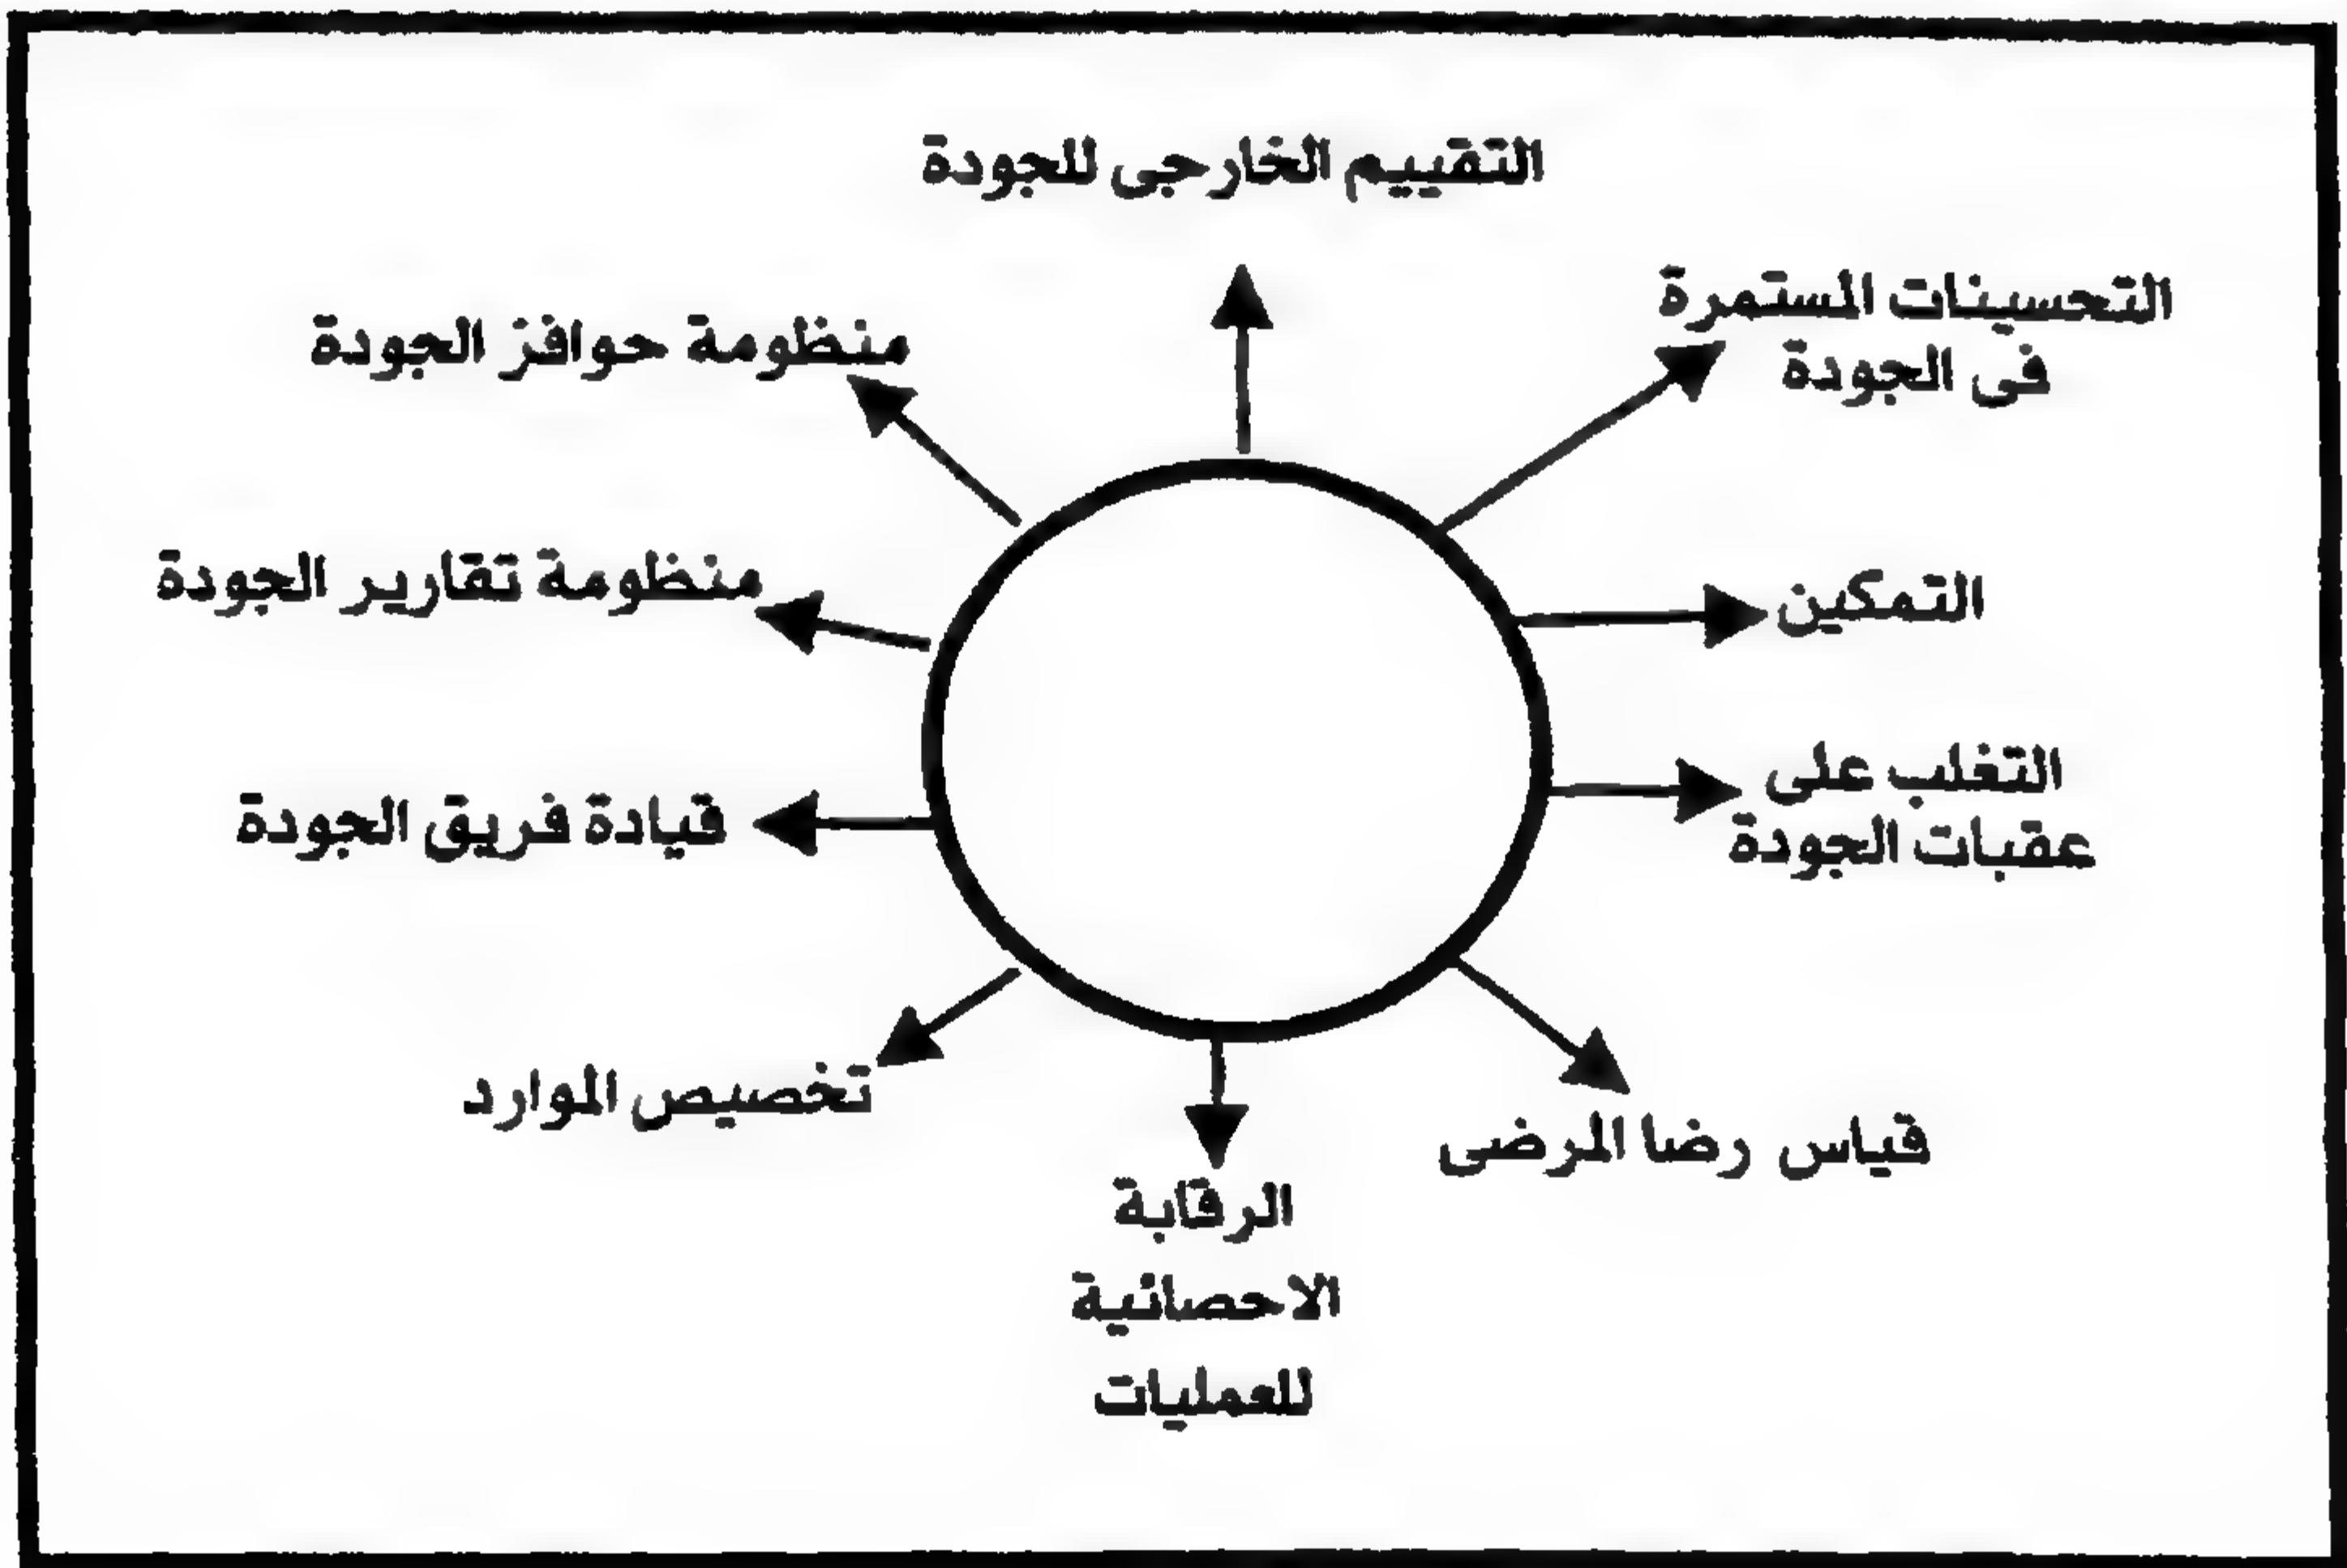 التقييم الخارجى للجودة
التحسينات المستمرة
فى الجودة
منظومة حوافز الجودة
التمكين
منظومة تقارير الجودة
التغلب على
عقبات الجودة
قيادة فريق الجودة
قياس رضا المرضى
تخصيص الموارد
الرقابة
الاحصائية
للعمليات